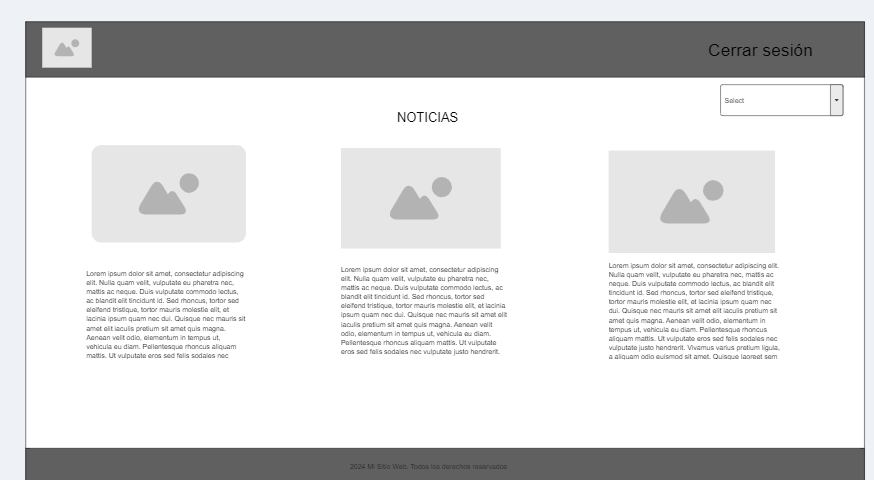 Cerrar sesión
Select
NOTICIAS
Lorem ipsum dolor sit amet, consectetur adipiscing
elit. Nulla quam velit, vulputate eu pharetra nec,
mattis ac neque. Duis vulputate commodo lectus,
ac blandit elit tincidunt id. Sed rhoncus, tortor sed
eleifend tristique, tortor mauris molestie elit, et
lacinia ipsum quam nec dui. Quisque nec mauris sit
amet elit iaculis pretium sit amet quis magna.
Aenean velit odio, elementum in tempus ut,
vehicula eu diam. Pellentesque rhoncus aliquam
mattis. Ut vulputate eros sed felis sodales nec
Lorem ipsum dolor sit amet, consectetur adipiscing
elit. Nulla quam velit, vulputate eu pharetra nec,
mattis ac neque. Duis vulputate commodo lectus, ac
blandit elit tincidunt id. Sed rhoncus, tortor sed
eleifend tristique, tortor mauris molestie elit, et lacinia
ipsum quam nec dui. Quisque nec mauris sit amet elit
iaculis pretium sit amet quis magna. Aenean velit
odio, elementum in tempus ut, vehicula eu diam.
Pellentesque rhoncus aliquam mattis. Ut vulputate
eros sed felis sodales nec vulputate justo hendrerit.
Lorem ipsum dolor sit amet, consectetur adipiscing elit.
Nulla quam velit, vulputate eu pharetra nec, mattis ac
neque. Duis vulputate commodo lectus, ac blandit elit
tincidunt id. Sed rhoncus, tortor sed eleifend tristique,
tortor mauris molestie elit, et lacinia ipsum quam nec
dui. Quisque nec mauris sit amet elit iaculis pretium sit
amet quis magna. Aenean velit odio, elementum in
tempus ut, vehicula eu diam. Pellentesque rhoncus
aliquam mattis. Ut vulputate eros sed felis sodales nec
vulputate justo hendrerit. Vivamus varius pretium ligula,
a aliquam odio euismod sit amet. Quisque laoreet sem
2024 Mi Sitio Web. Todos los derechos reservados